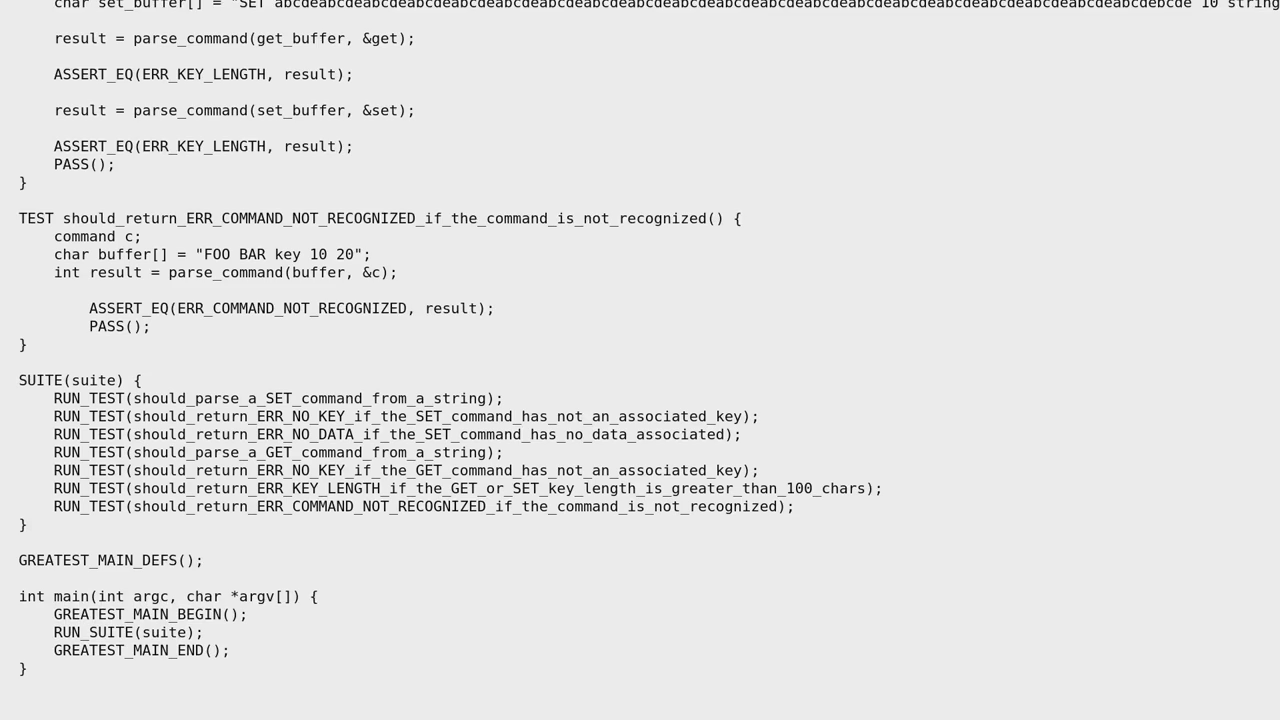 char set_buffer[] = "SET 10 string
result = parse_command(get_buffer, &get);
ASSERT_EQ(ERR_KEY_LENGTH, result);
result = parse_command(set_buffer, &set);
ASSERT_EQ(ERR_KEY_LENGTH, result);
PASS();
}
TEST should_return_ERR_COMMAND_NOT_RECOGNIZED_if_the_command_is_not_recognized() {
command c;
char buffer[] = "FOO BAR key 10 20";
int result = parse_command(buffer, &c);
ASSERT_EQ(ERR_COMMAND_NOT_RECOGNIZED, result);
PASS();
}
SUITE(suite) {
RUN_TEST(should_parse_a_SET_command_from_a_string);
RUN_TEST(should_return_ERR_NO_KEY_if_the_SET_command_has_not_an_associated_key);
RUN_TEST(should_return_ERR_NO_DATA_if_the_SET_command_has_no_data_associated);
RUN_TEST(should_parse_a_GET_command_from_a_string);
RUN_TEST(should_return_ERR_NO_KEY_if_the_GET_command_has_not_an_associated_key);
RUN_TEST(should_return_ERR_KEY_LENGTH_if_the_GET_or_SET_key_length_is_greater_than_100_chars);
RUN_TEST(should_return_ERR_COMMAND_NOT_RECOGNIZED_if_the_command_is_not_recognized);
}
GREATEST_MAIN_DEFS();
int main(int argc, char *argv[]) {
GREATEST_MAIN_BEGIN();
RUN_SUITE(suite);
GREATEST_MAIN_END();
}